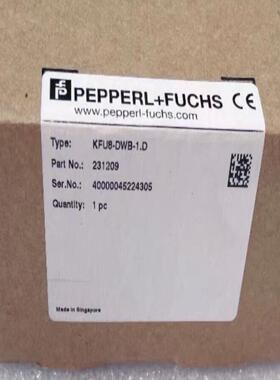 PEPPERL+FUCHS CE
www.pepperl-fuchs.com
Type: KFU8-DWB-1.D
Part No.: 231209
Ser.No.: 40000045224305
Quantity: 1 pc
Made in Singapore